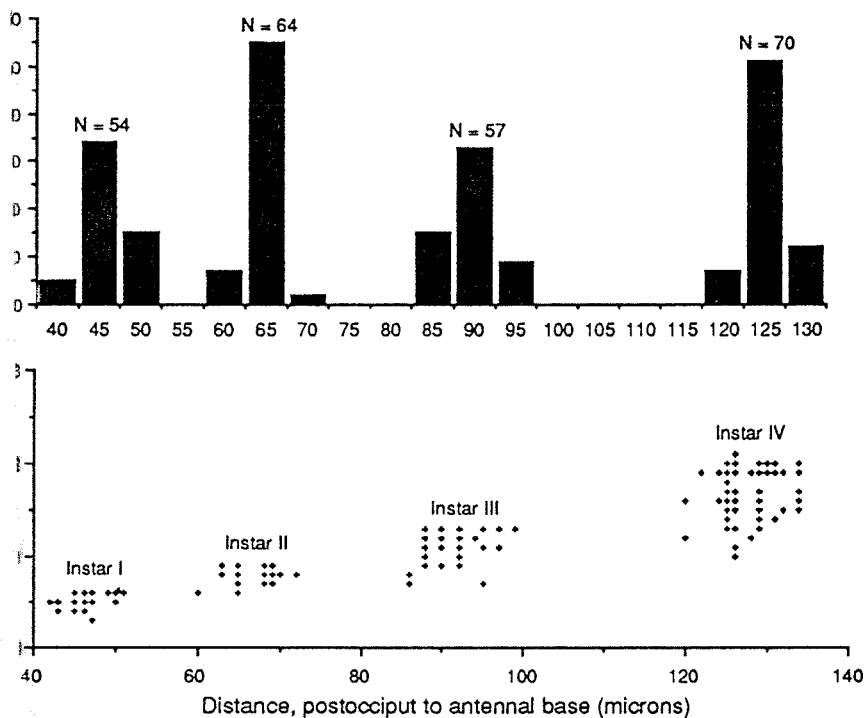 N = 64
N = 70
N = 54
N = 57
0
40 45 50 55 60 65 70 75 80 85 90 95 100 105 110 115 120 125 130
Instar IV
Instar III
Instar II
Instar I
40 60 80 100 120 140
Distance, postocciput to antennal base (microns)